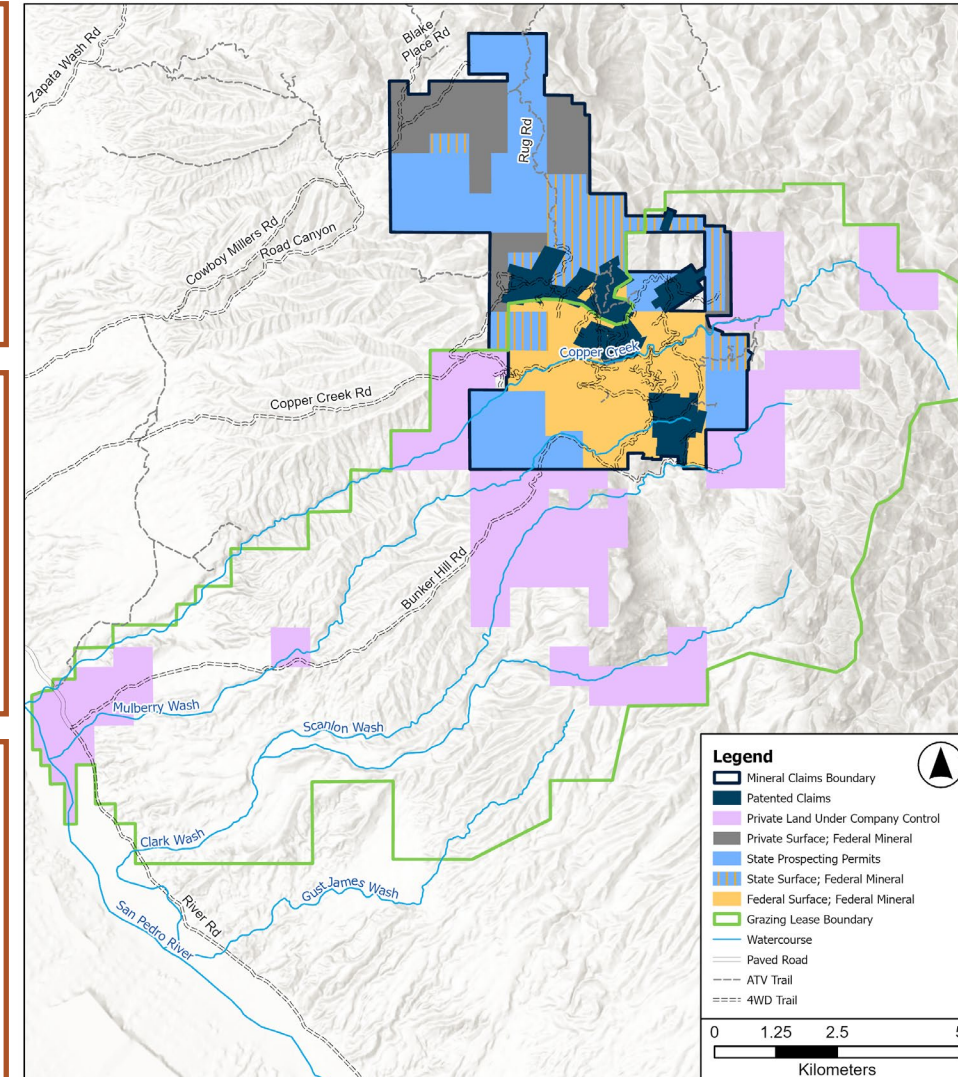 Zapata Wash Rd
Blake
Place Rd
Rug Rd
Cowboy Millers Rd
Road Canyon
Copper Creek
Copper Creek Rd
Bunker Hill Rd
Mulberry Wash
Scanlon Wash
Clark Wash
Gust James Wash
River Rd
San Pedro River
Legend
Mineral Claims Boundary
Patented Claims
Private Land Under Company Control
Private Surface; Federal Mineral
State Prospecting Permits
State Surface; Federal Mineral
Federal Surface; Federal Mineral
Grazing Lease Boundary
Watercourse
Paved Road
ATV Trail
4WD Trail
0 1.25 2.5 5
Kilometers